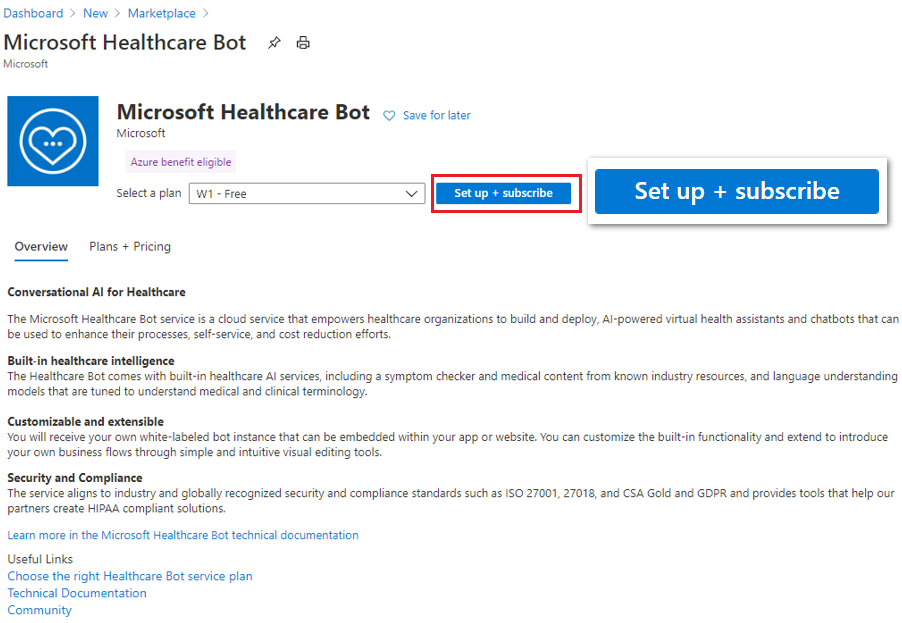 Dashboard > New > Marketplace >
Microsoft Healthcare Bot
Microsoft
Microsoft Healthcare Bot
Save for later
Microsoft
Azure benefit eligible
Select a plan
W1 - Free
Set up + subscribe
Set up + subscribe
Overview
Plans + Pricing
Conversational AI for Healthcare
The Microsoft Healthcare Bot service is a cloud service that empowers healthcare organizations to build and deploy, AI-powered virtual health assistants and chatbots that can
be used to enhance their processes, self-service, and cost reduction efforts.
Built-in healthcare intelligence
The Healthcare Bot comes with built-in healthcare AI services, including a symptom checker and medical content from known industry resources, and language understanding
models that are tuned to understand medical and clinical terminology.
Customizable and extensible
You will receive your own white-labeled bot instance that can be embedded within your app or website. You can customize the built-in functionality and extend to introduce
your own business flows through simple and intuitive visual editing tools.
Security and Compliance
The service aligns to industry and globally recognized security and compliance standards such as ISO 27001, 27018, and CSA Gold and GDPR and provides tools that help our
partners create HIPAA compliant solutions.
Learn more in the Microsoft Healthcare Bot technical documentation
Useful Links
Choose the right Healthcare Bot service plan
Technical Documentation
Community